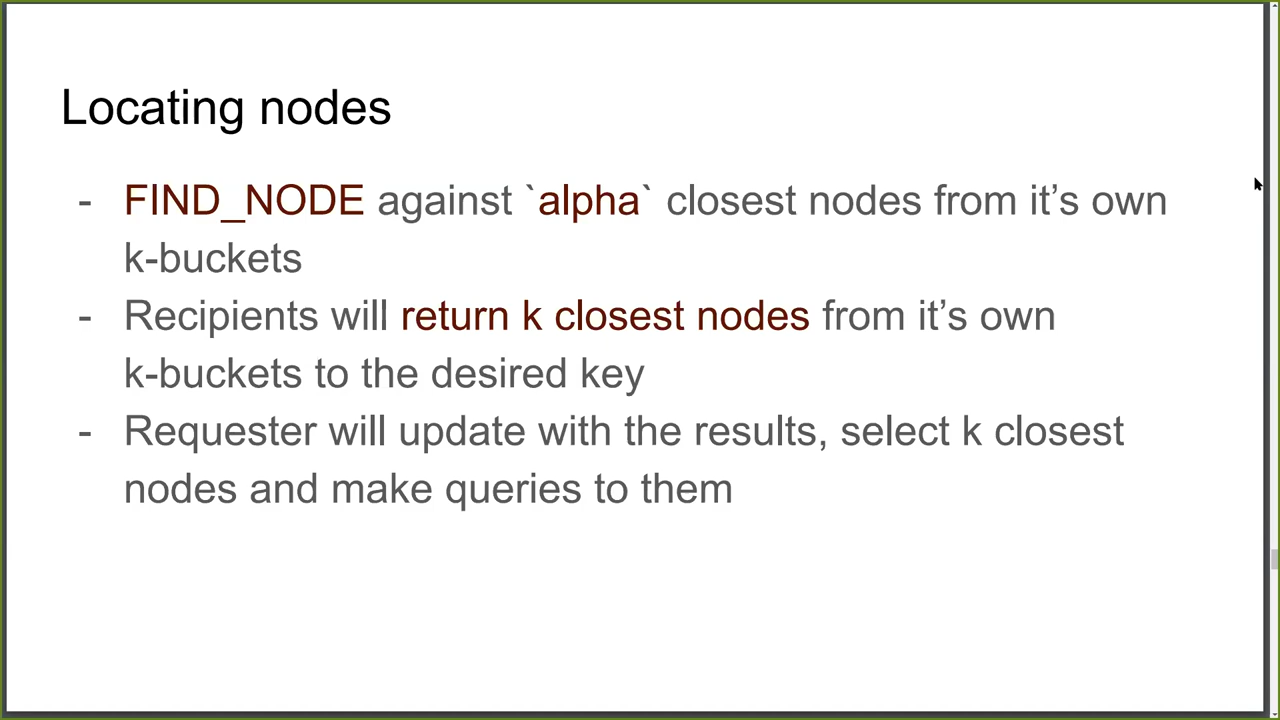 Locating nodes
- FIND_NODE against `alpha` closest nodes from it’s own
k-buckets
- Recipients will return k closest nodes from it’s own
k-buckets to the desired key
- Requester will update with the results, select k closest
nodes and make queries to them